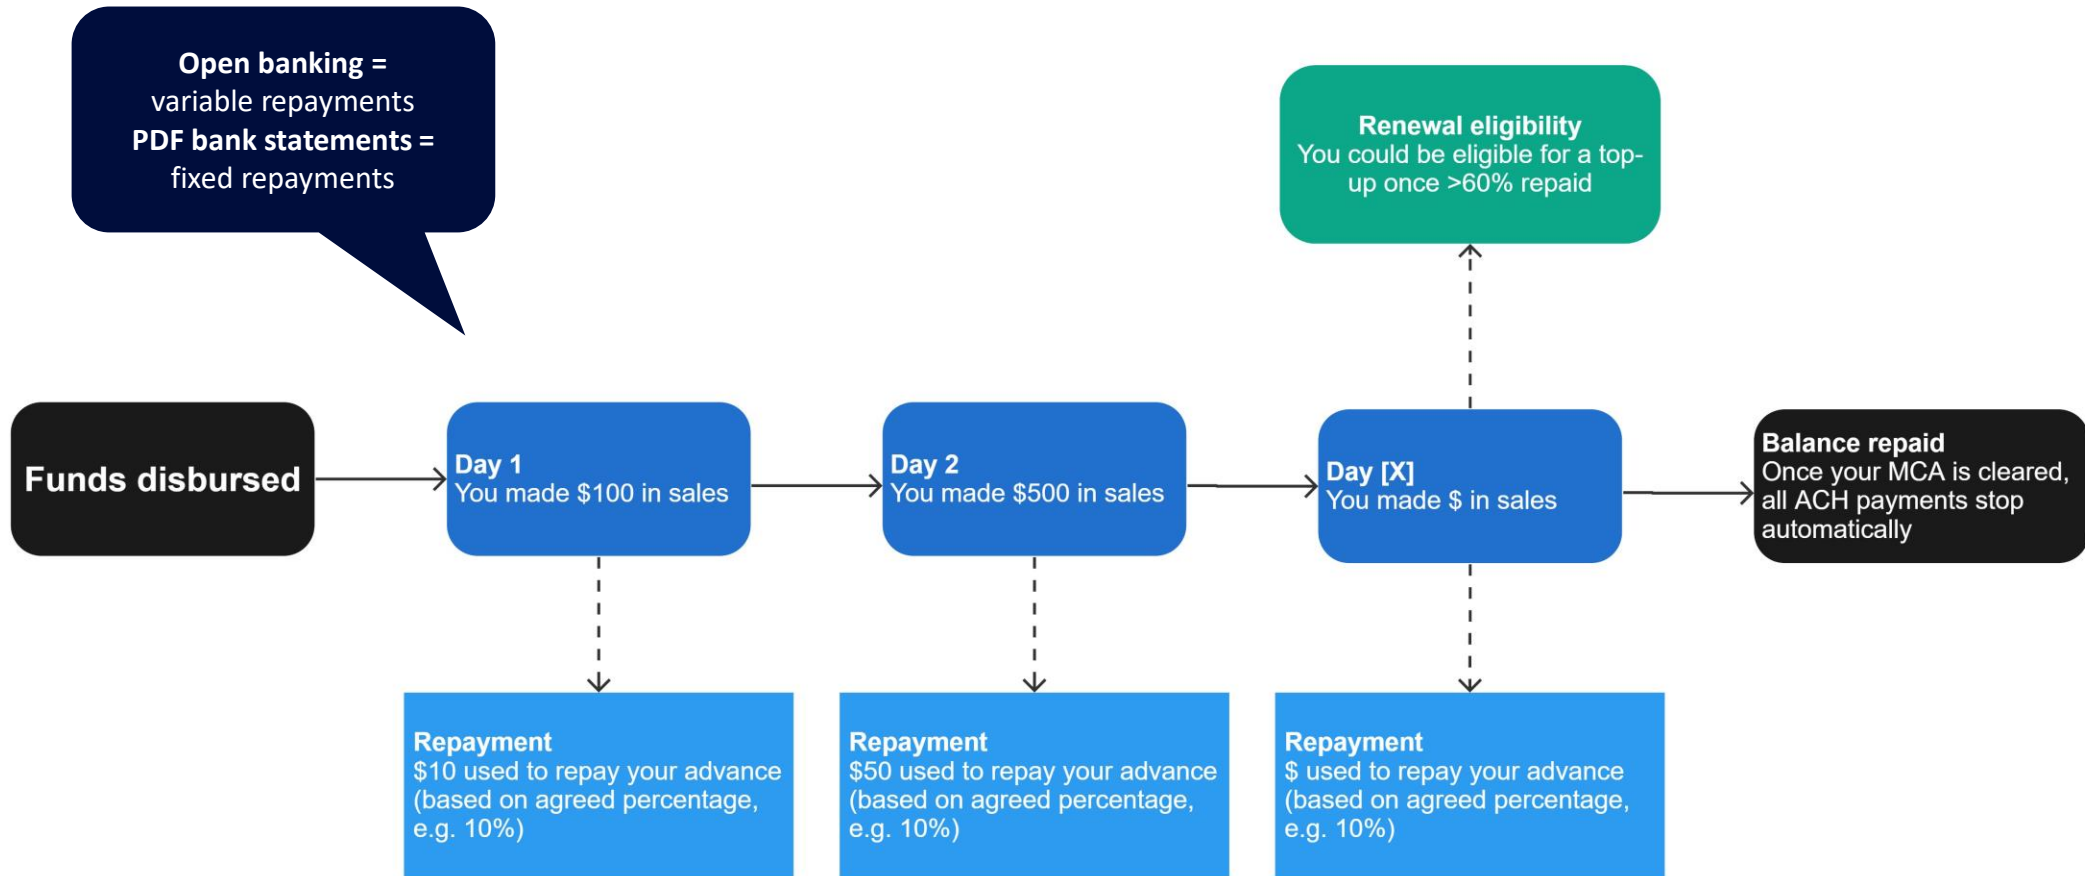 Open banking =
variable repayments
PDF bank statements =
fixed repayments
Renewal eligibility
You could be eligible for a top-
up once >60% repaid
Funds disbursed
Day 1
You made $100 in sales
Day 2
You made $500 in sales
Day [X]
You made $ in sales
Balance repaid
Once your MCA is cleared,
all ACH payments stop
automatically
Repayment
$10 used to repay your advance
(based on agreed percentage,
e.g. 10%)
Repayment
$50 used to repay your advance
(based on agreed percentage,
e.g. 10%)
Repayment
$ used to repay your advance
(based on agreed percentage,
e.g. 10%)